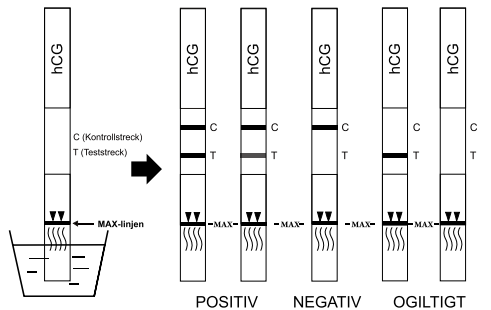 hCG
hCG
hCG
hCG
hCG
hCG
C (Kontrollstreck)
T (Teststreck)
C
T
C
T
C
T
C
T
C
T
MAX-linjen
MAX
MAX
MAX
MAX
POSITIV
NEGATIV
OGILTIGT